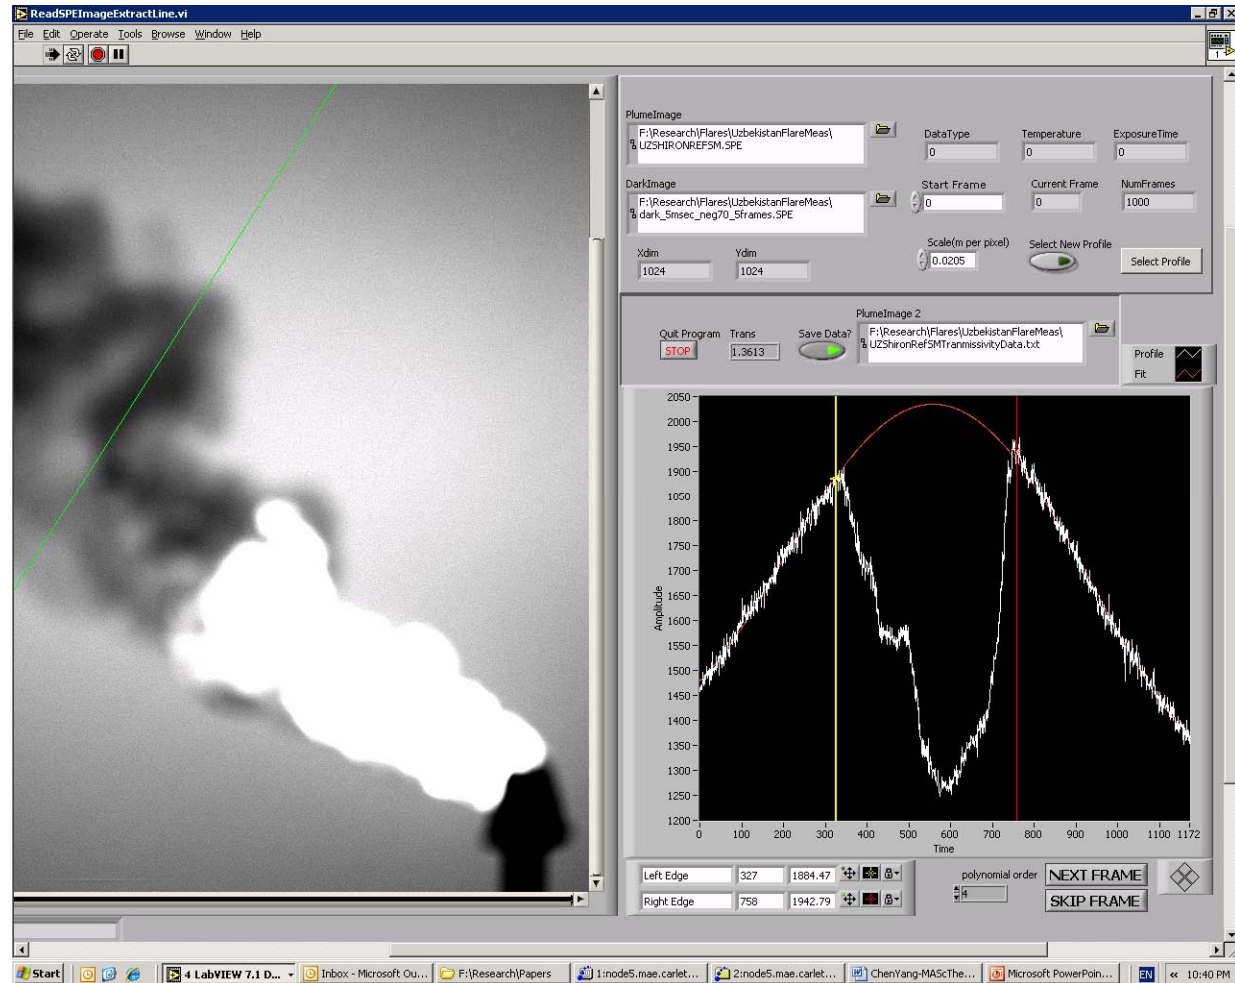 ReadSPEImageExtractLine.vi
File Edit Operate Tools Browse Window Help
1
PlumeImage
F:\Research\Flares\UzbekistanFlareMeas\
UZSHIRONREFSM.SPE
DataType Temperature ExposureTime
0 0 0
DarkImage
F:\Research\Flares\UzbekistanFlareMeas\
dark_5msec_neg70_5frames.SPE
Start Frame Current Frame NumFrames
0 0 1000
Xdim Ydim
1024 1024
Scale(m per pixel) Select New Profile
0.0205 Select Profile
PlumeImage 2
Quit Program Trans Save Data?
STOP 1.3613
F:\Research\Flares\UzbekistanFlareMeas\
UZShironRefSMTranmissivityData.txt
Profile
Fit
2050
2000
1950
1900
1050
1800
1750
1700
1650
1600
1550
1500
1450
1400
1350
1300
1250
1200
Amplitude
0 100 200 300 400 500 600 700 800 900 1000 1100 1172
Time
Left Edge 327 1884.47
Right Edge 758 1942.79
polynomial order
4
NEXT FRAME
SKIP FRAME
Start 4 LabVIEW 7.1 D... Inbox - Microsoft Ou... F:\Research\Papers 1:node5.mae.carlet... 2:node5.mae.carlet... ChenYang-MAScThe... Microsoft PowerPoin... EN « 10:40 PM